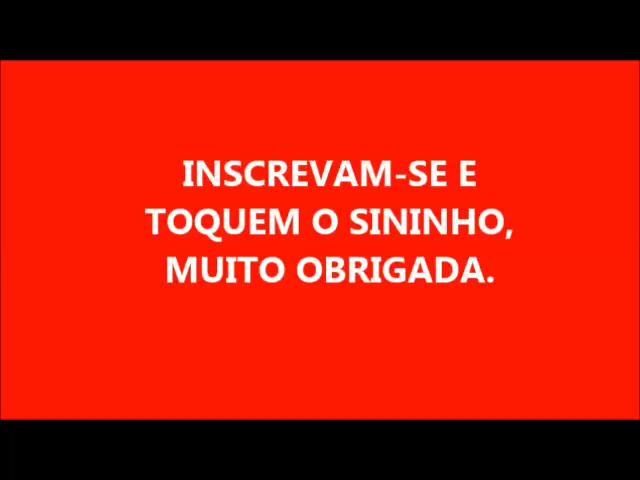 INSCREVAM-SE E
TOQUEM O SININHO,
MUITO OBRIGADA.